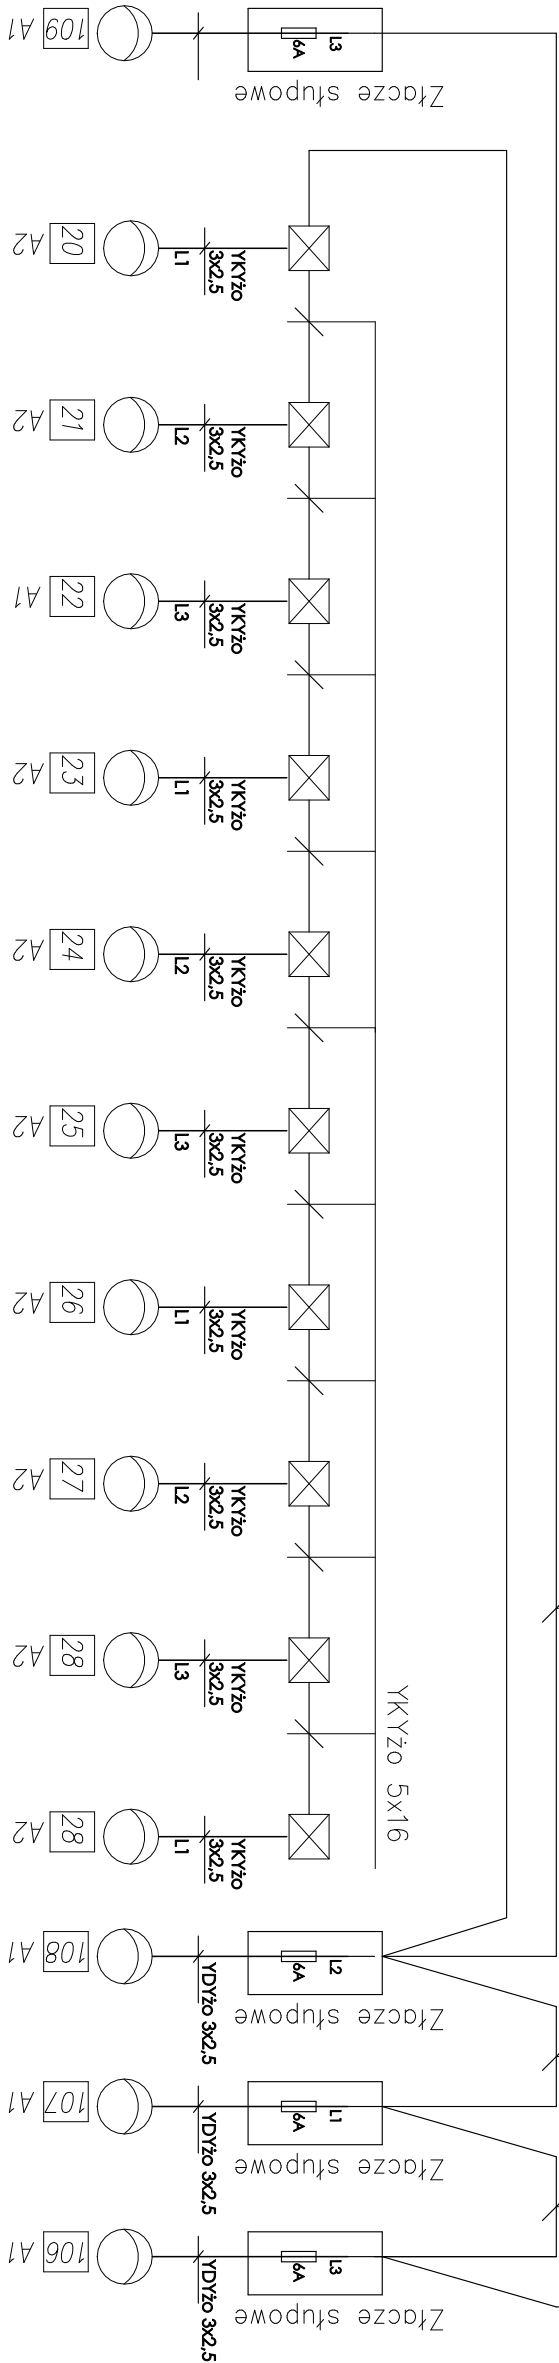 109 A1
6A
L3
Złącze słupowe
20 A2
L1
YKYżo
3x2,5
21 A2
L2
YKYżo
3x2,5
22 A1
L3
YKYżo
3x2,5
23 A2
L1
YKYżo
3x2,5
24 A2
L2
YKYżo
3x2,5
25 A2
L3
YKYżo
3x2,5
26 A2
L1
YKYżo
3x2,5
27 A2
L2
YKYżo
3x2,5
28 A2
L3
YKYżo
3x2,5
28 A2
L1
YKYżo
3x2,5
YKYżo 5x16
108 A1
YDYżo 3x2,5
6A
L2
Złącze słupowe
107 A1
YDYżo 3x2,5
6A
L1
Złącze słupowe
106 A1
YDYżo 3x2,5
6A
L3
Złącze słupowe